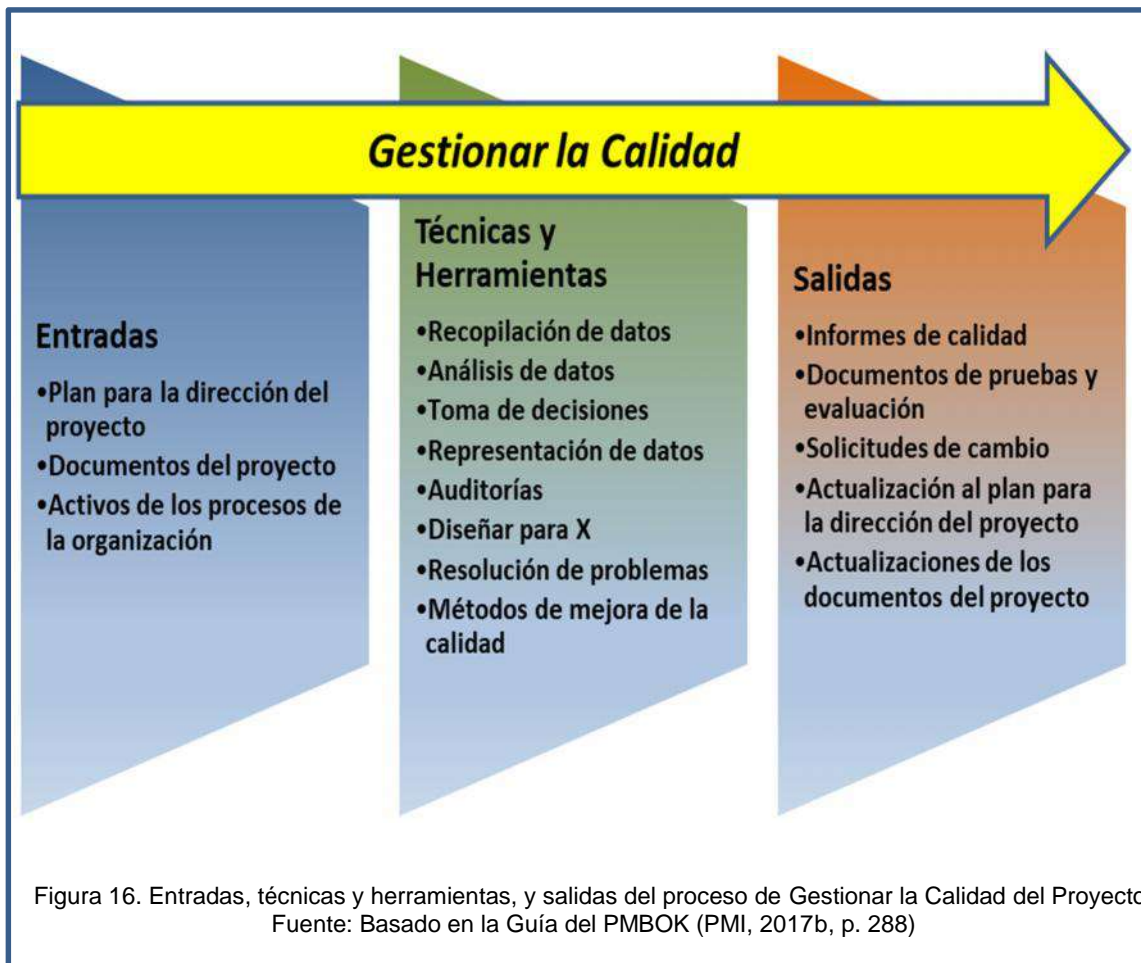 Gestionar la Calidad
Entradas
•Plan para la dirección del
proyecto
•Documentos del proyecto
•Activos de los procesos de
la organización
Técnicas y
Herramientas
•Recopilación de datos
•Análisis de datos
•Toma de decisiones
•Representación de datos
•Auditorías
•Diseñar para X
•Resolución de problemas
•Métodos de mejora de la
calidad
Salidas
•Informes de calidad
•Documentos de pruebas y
evaluación
•Solicitudes de cambio
•Actualización al plan para
la dirección del proyecto
•Actualizaciones de los
documentos del proyecto
Figura 16. Entradas, técnicas y herramientas, y salidas del proceso de Gestionar la Calidad del Proyecto
Fuente: Basado en la Guía del PMBOK (PMI, 2017b, p. 288)